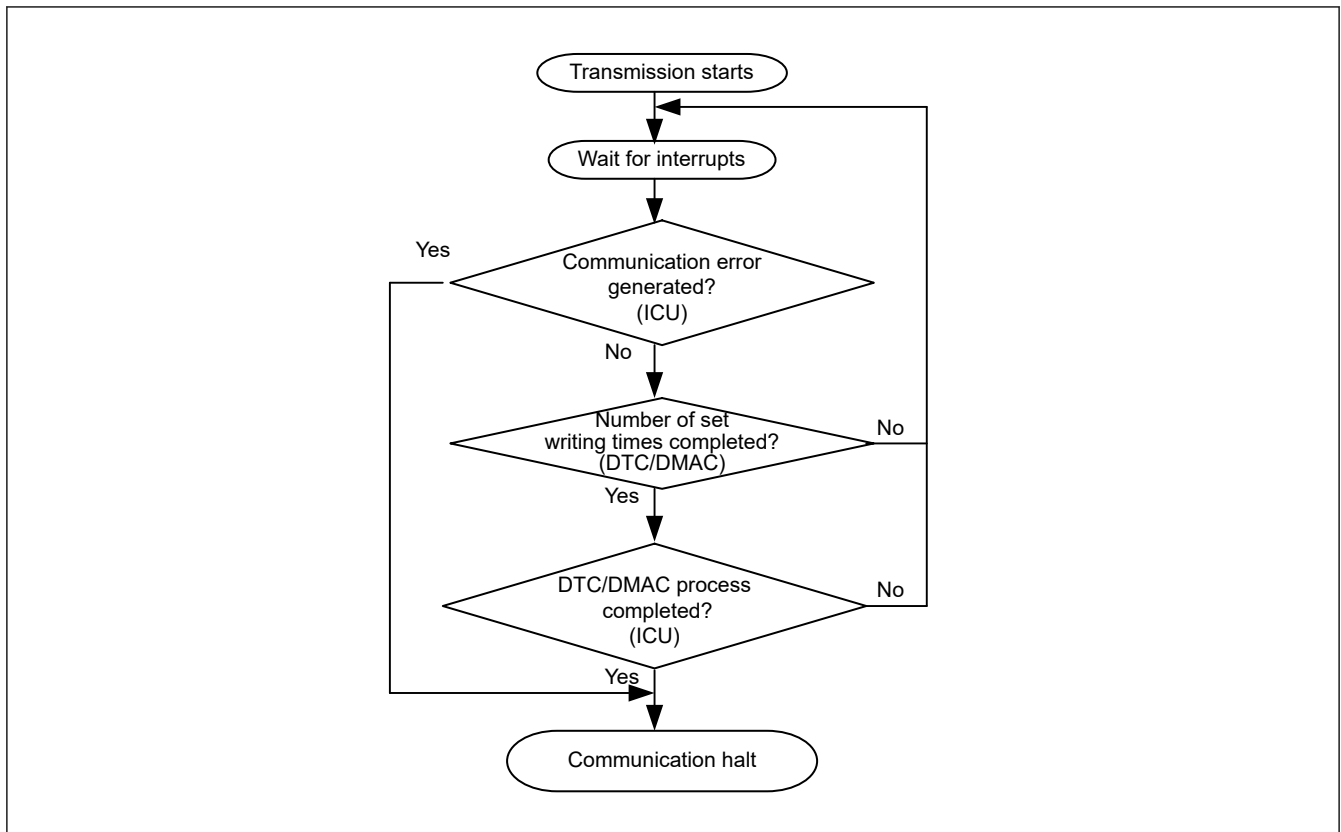 Transmission starts
Wait for interrupts
Yes
Communication error
generated?
(ICU)
No
Number of set
writing times completed?
(DTC/DMAC)
No
Yes
DTC/DMAC process
completed?
(ICU)
No
Yes
Communication halt